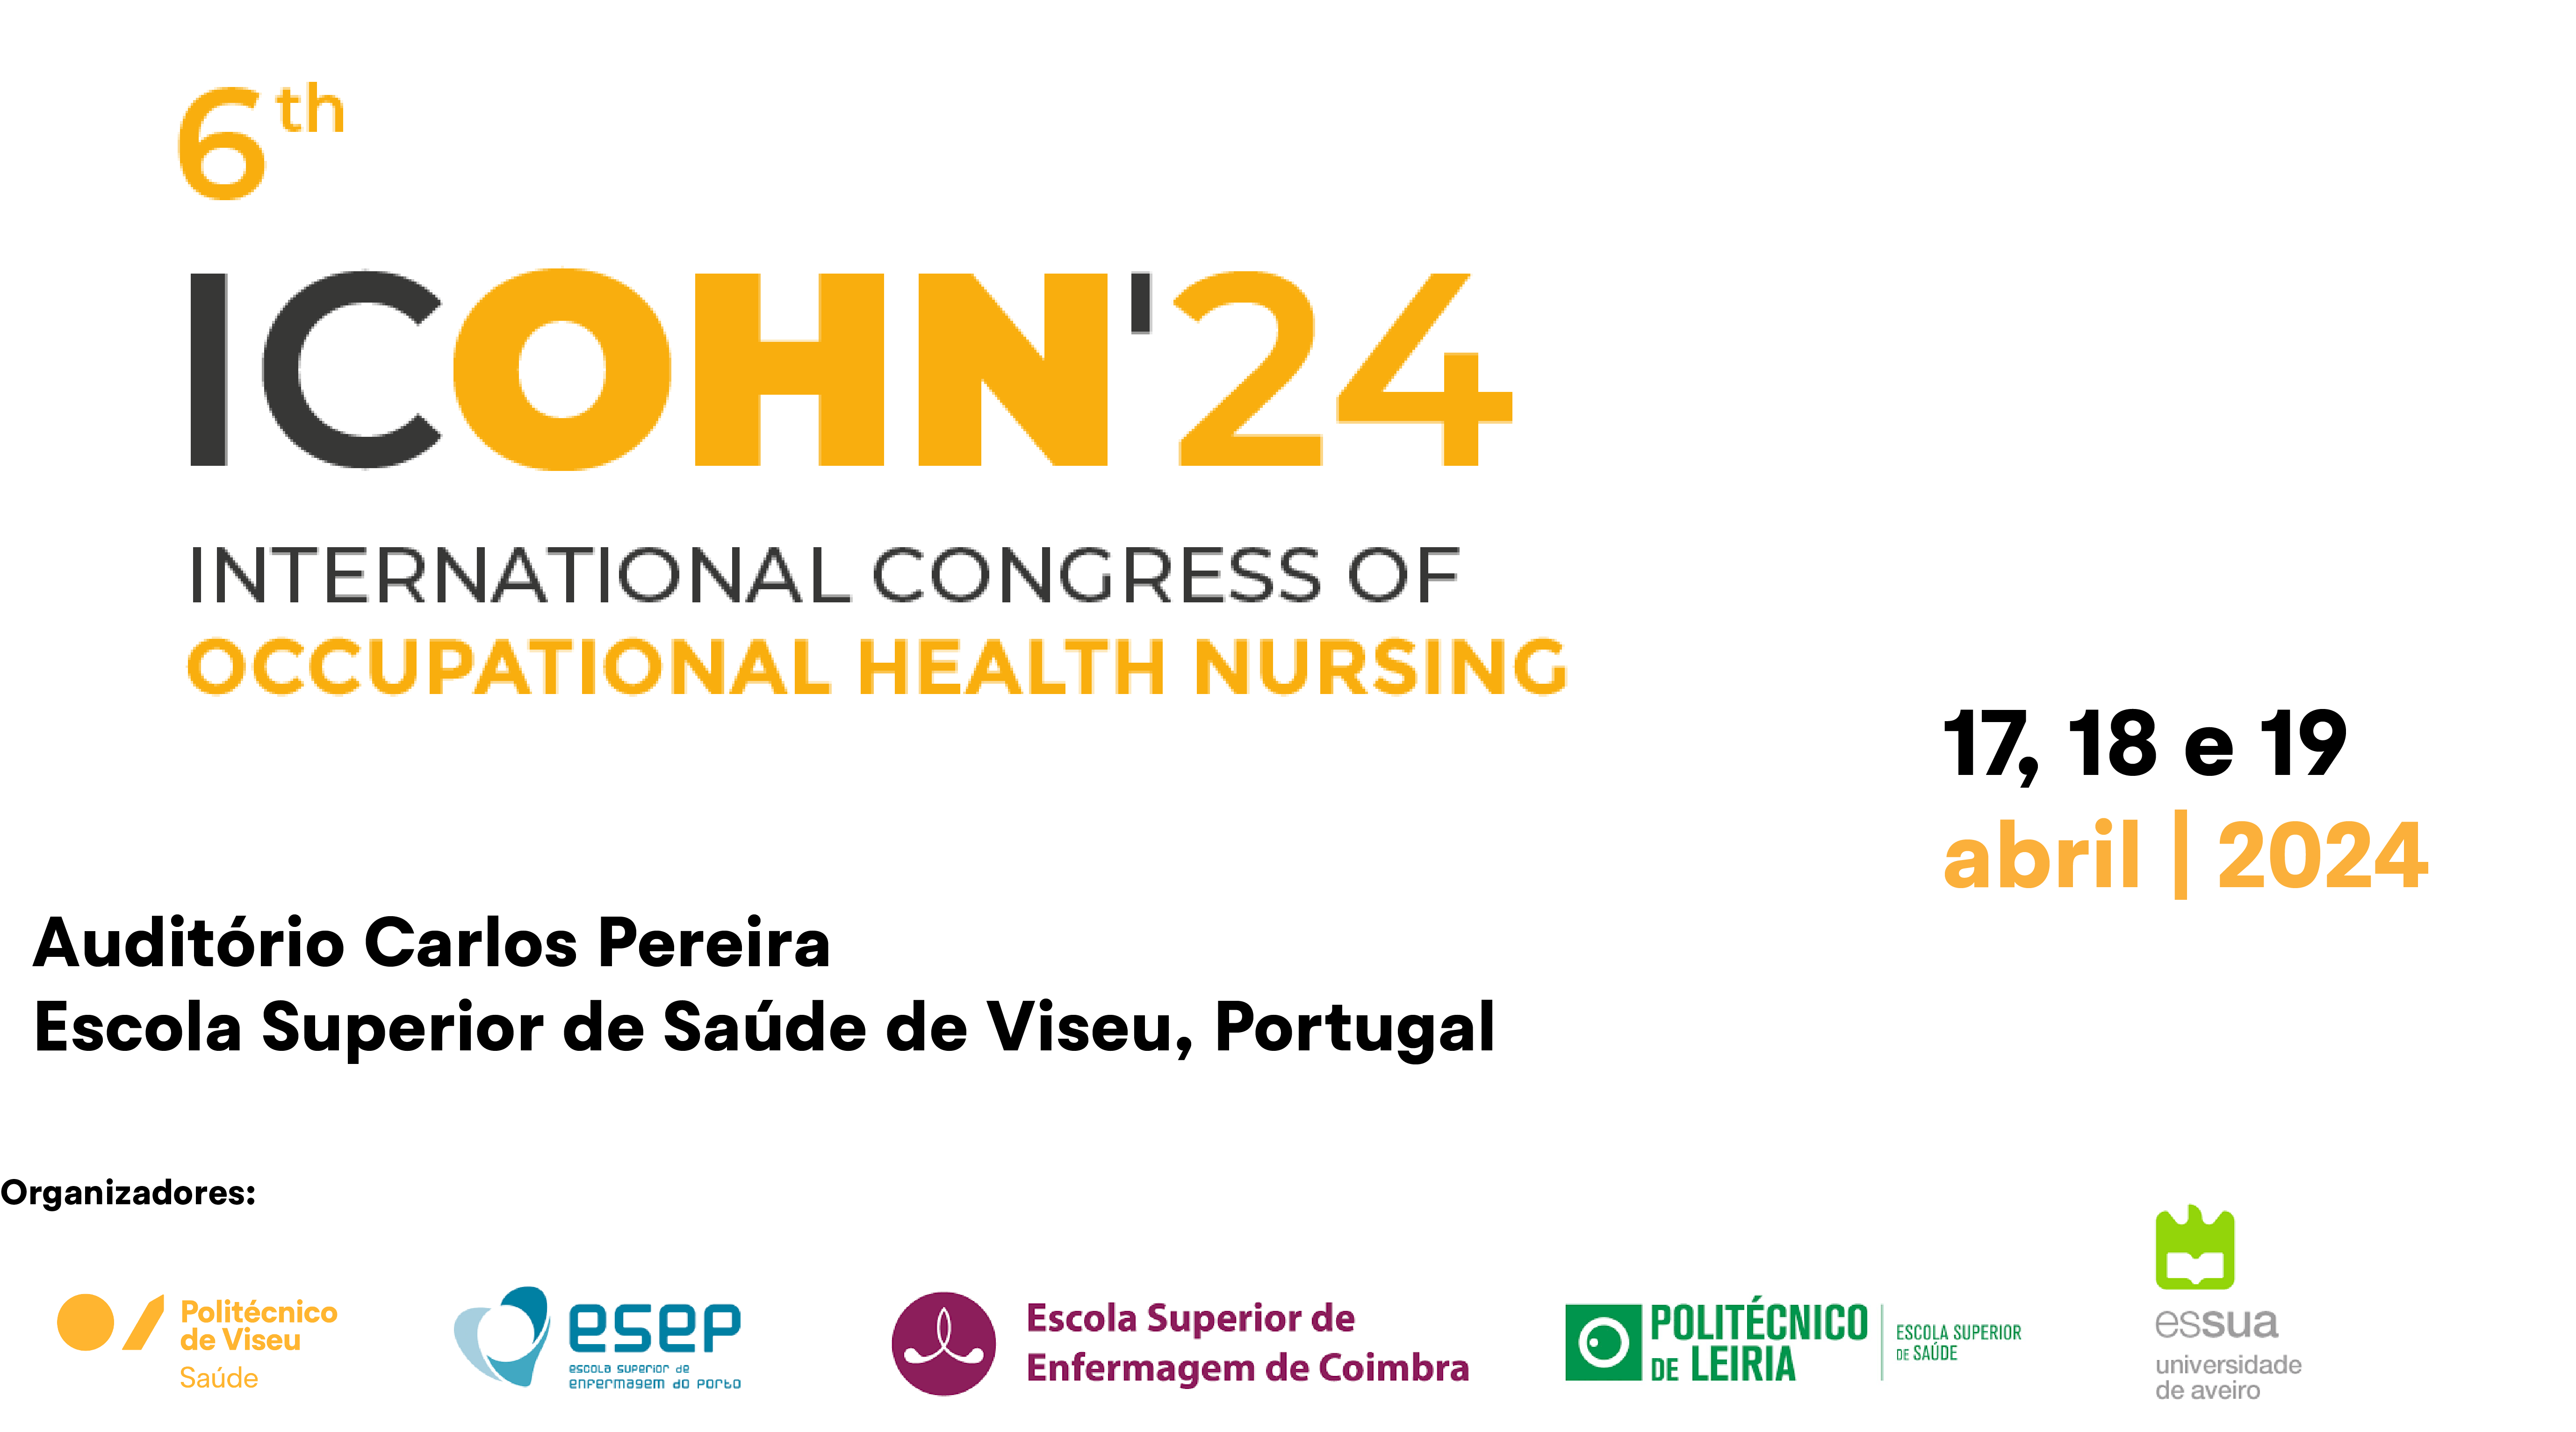 6th
ICOHN'24
INTERNATIONAL CONGRESS OF
OCCUPATIONAL HEALTH NURSING
17, 18 e 19
abril | 2024
Auditório Carlos Pereira
Escola Superior de Saúde de Viseu, Portugal
Organizadores:
Politécnico
de Viseu
Saúde
esep
escola superior de
enfermagem do porto
Escola Superior de
Enfermagem de Coimbra
POLITÉCNICO
DE LEIRIA
ESCOLA SUPERIOR
DE SAÚDE
essua
universidade
de aveiro